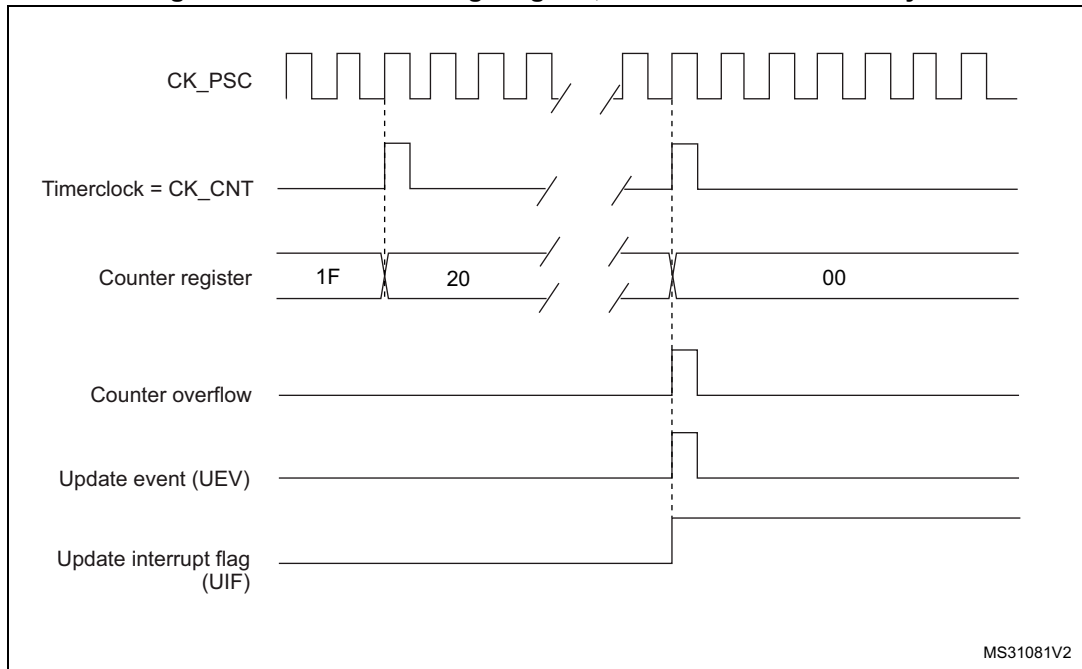 CK_PSC
Timerclock = CK_CNT
Counter register
1F
20
00
Counter overflow
Update event (UEV)
Update interrupt flag
(UIF)
MS31081V2